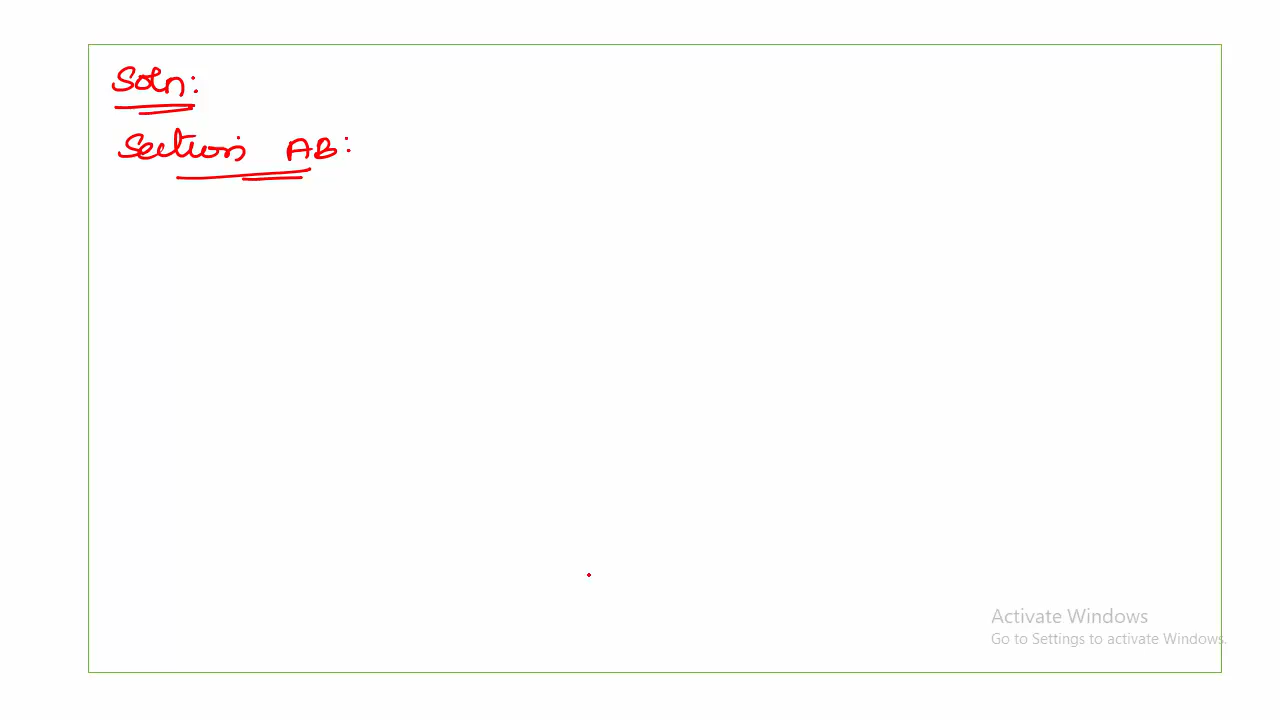 Soln:
Section AB:
Activate Windows
Go to Settings to activate Windows.